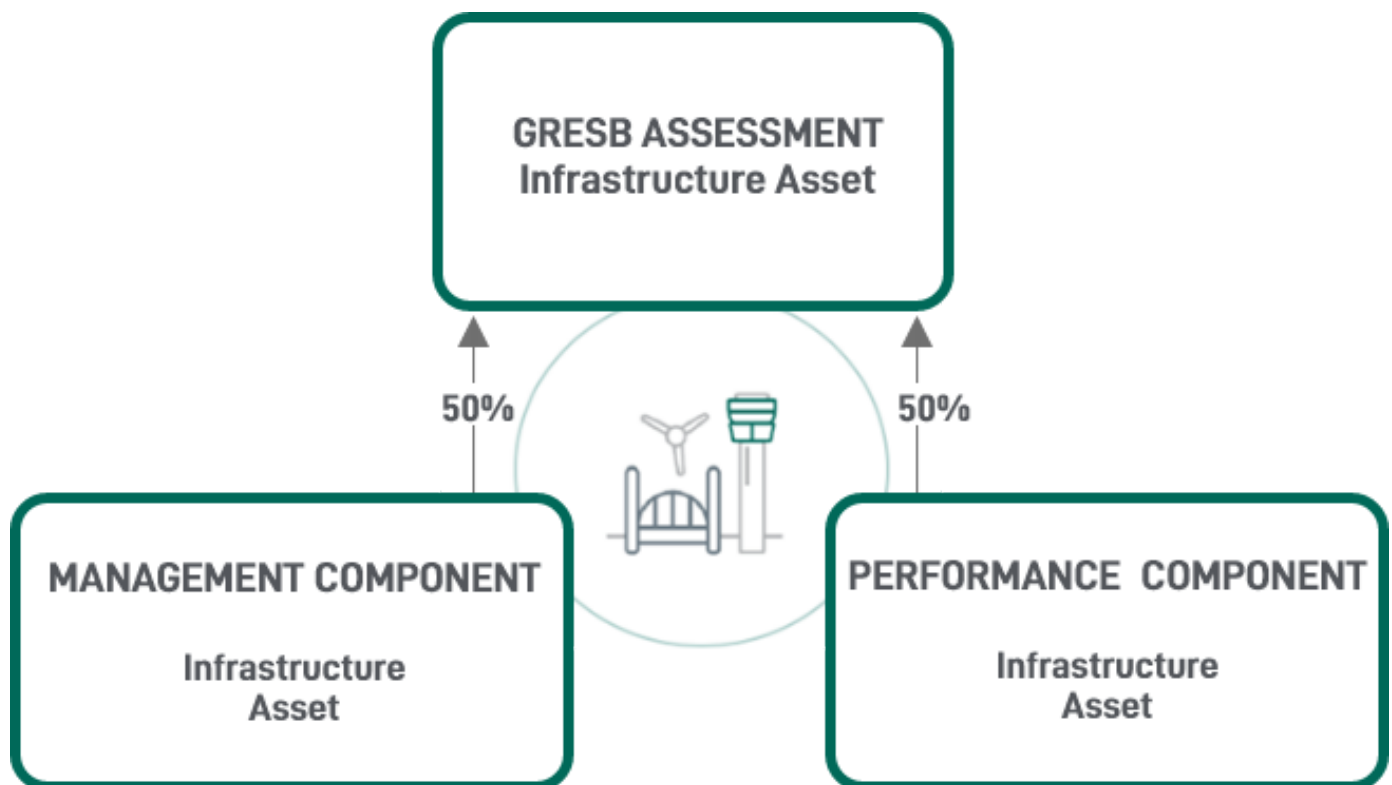 GRESB ASSESSMENT
Infrastructure Asset
50%
50%
MANAGEMENT COMPONENT
Infrastructure
Asset
PERFORMANCE COMPONENT
Infrastructure
Asset